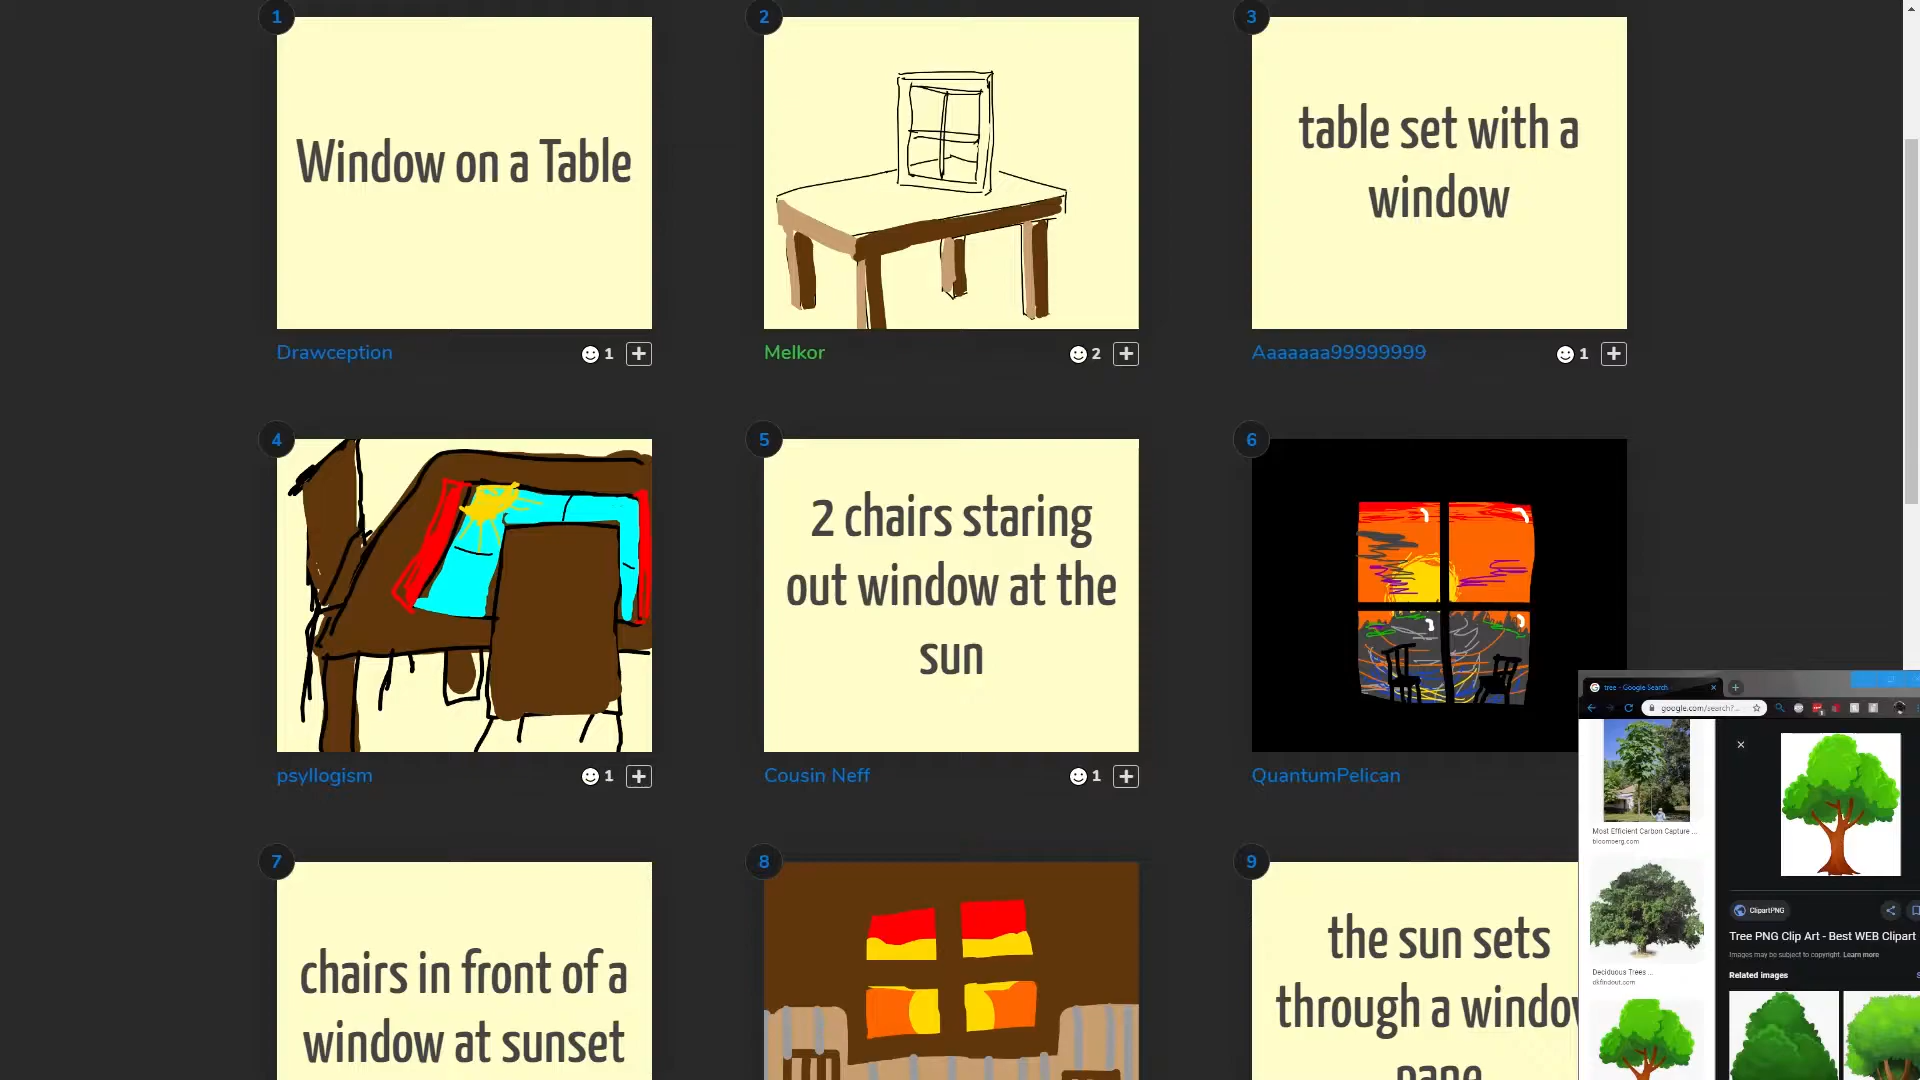 1
2
3
Window on a Table
table set with a
window
Drawception
1
Melkor
2
Aaaaaaa99999999
1
4
5
6
2 chairs staring
out window at the
sun
psyllogism
1
Cousin Neff
1
QuantumPelican
7
8
9
chairs in front of a
window at sunset
the sun sets
through a window
pane
tree - Google Search
google.com/search?...
Most Efficient Carbon Capture ...
bloomberg.com
Deciduous Trees ...
dkfindout.com
ClipartPNG
Tree PNG Clip Art - Best WEB Clipart
Images may be subject to copyright. Learn more
Related images